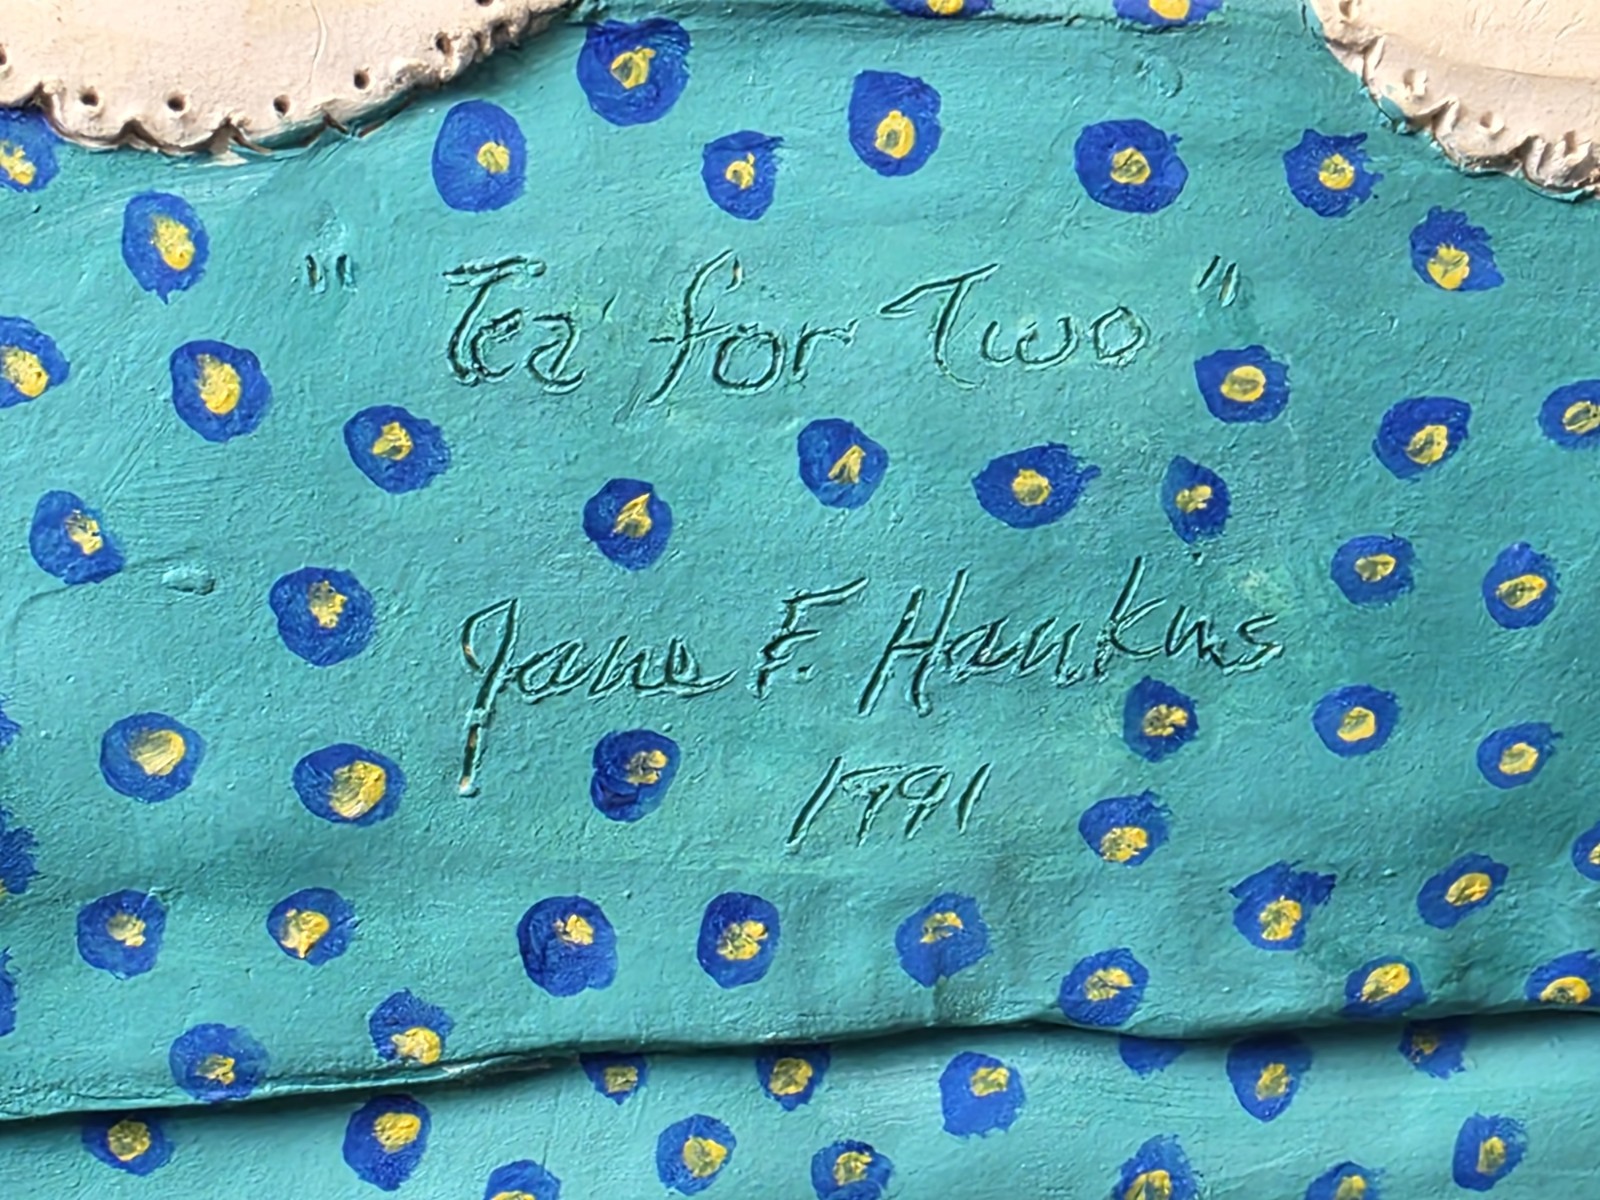 "Tea for Two"
Jane F. Hankins
1991